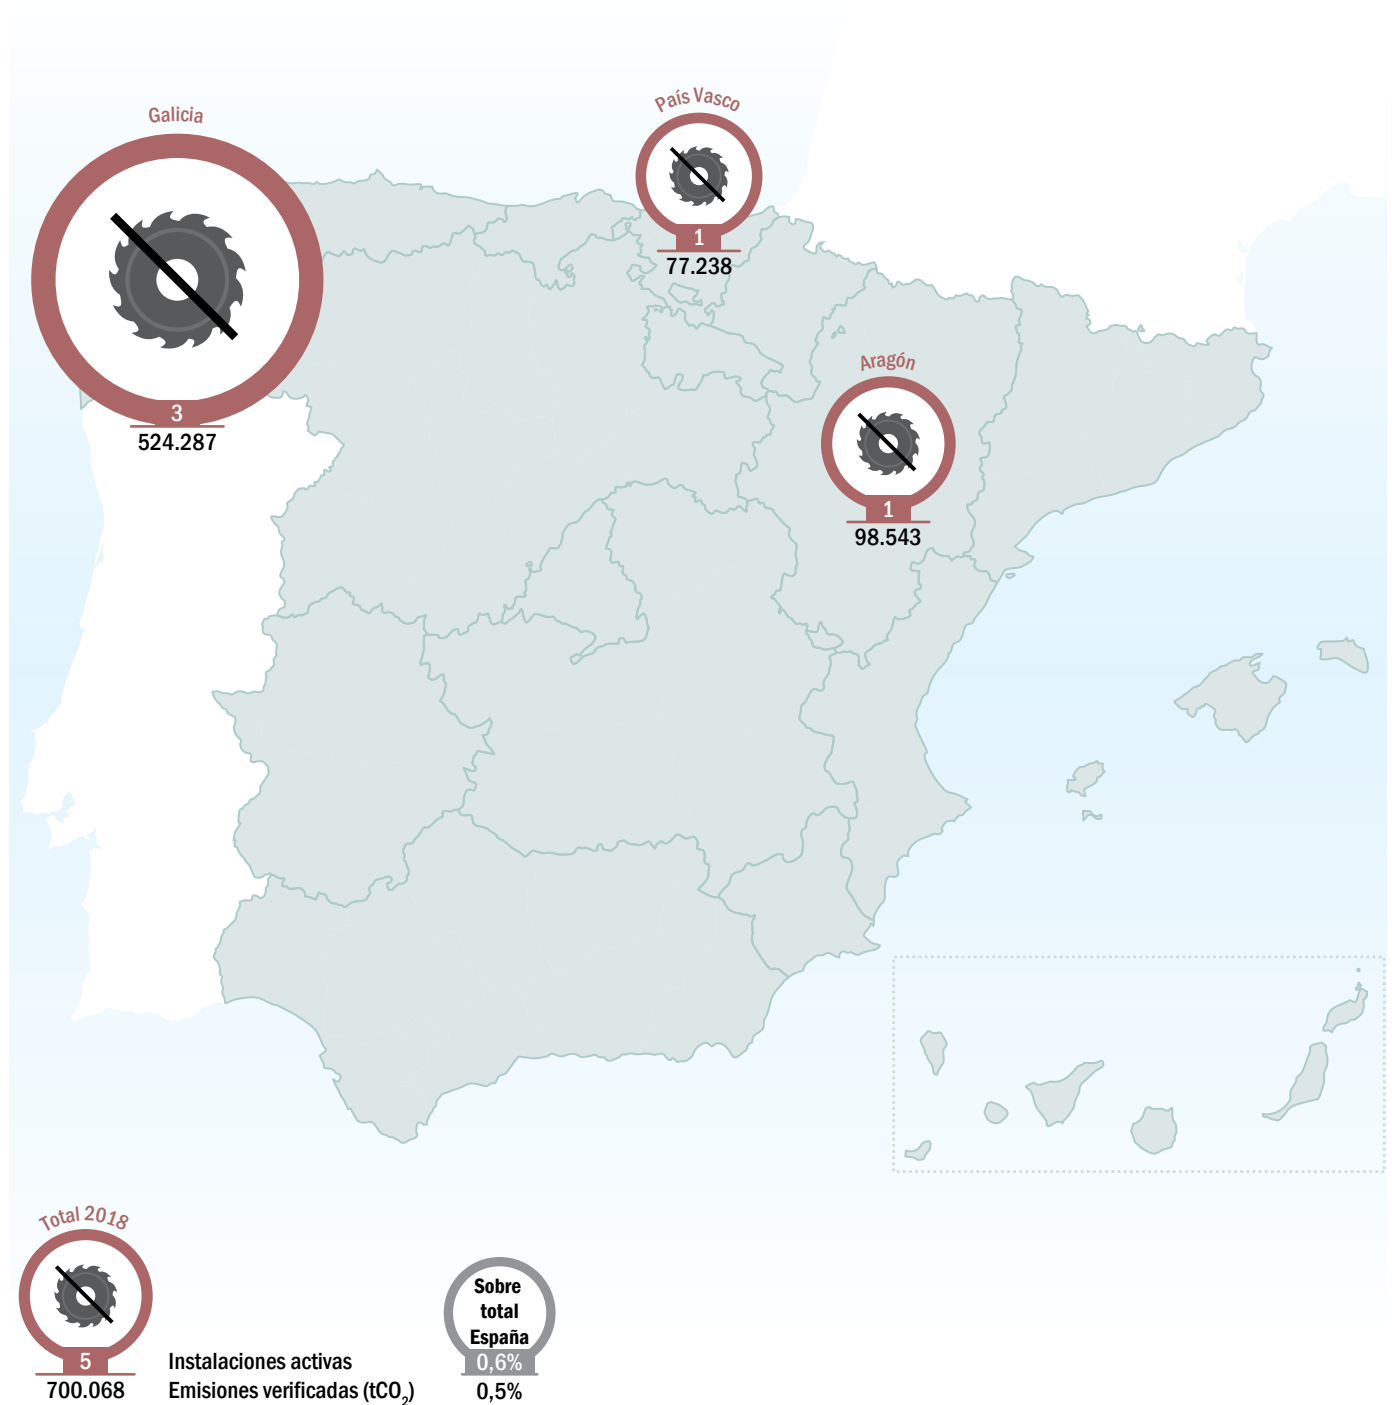 Galicia
3
524.287
País Vasco
1
77.238
Aragón
1
98.543
Total 2018
5
700.068
Instalaciones activas
Emisiones verificadas (tCO₂)
Sobre
total
España
0,6%
0,5%